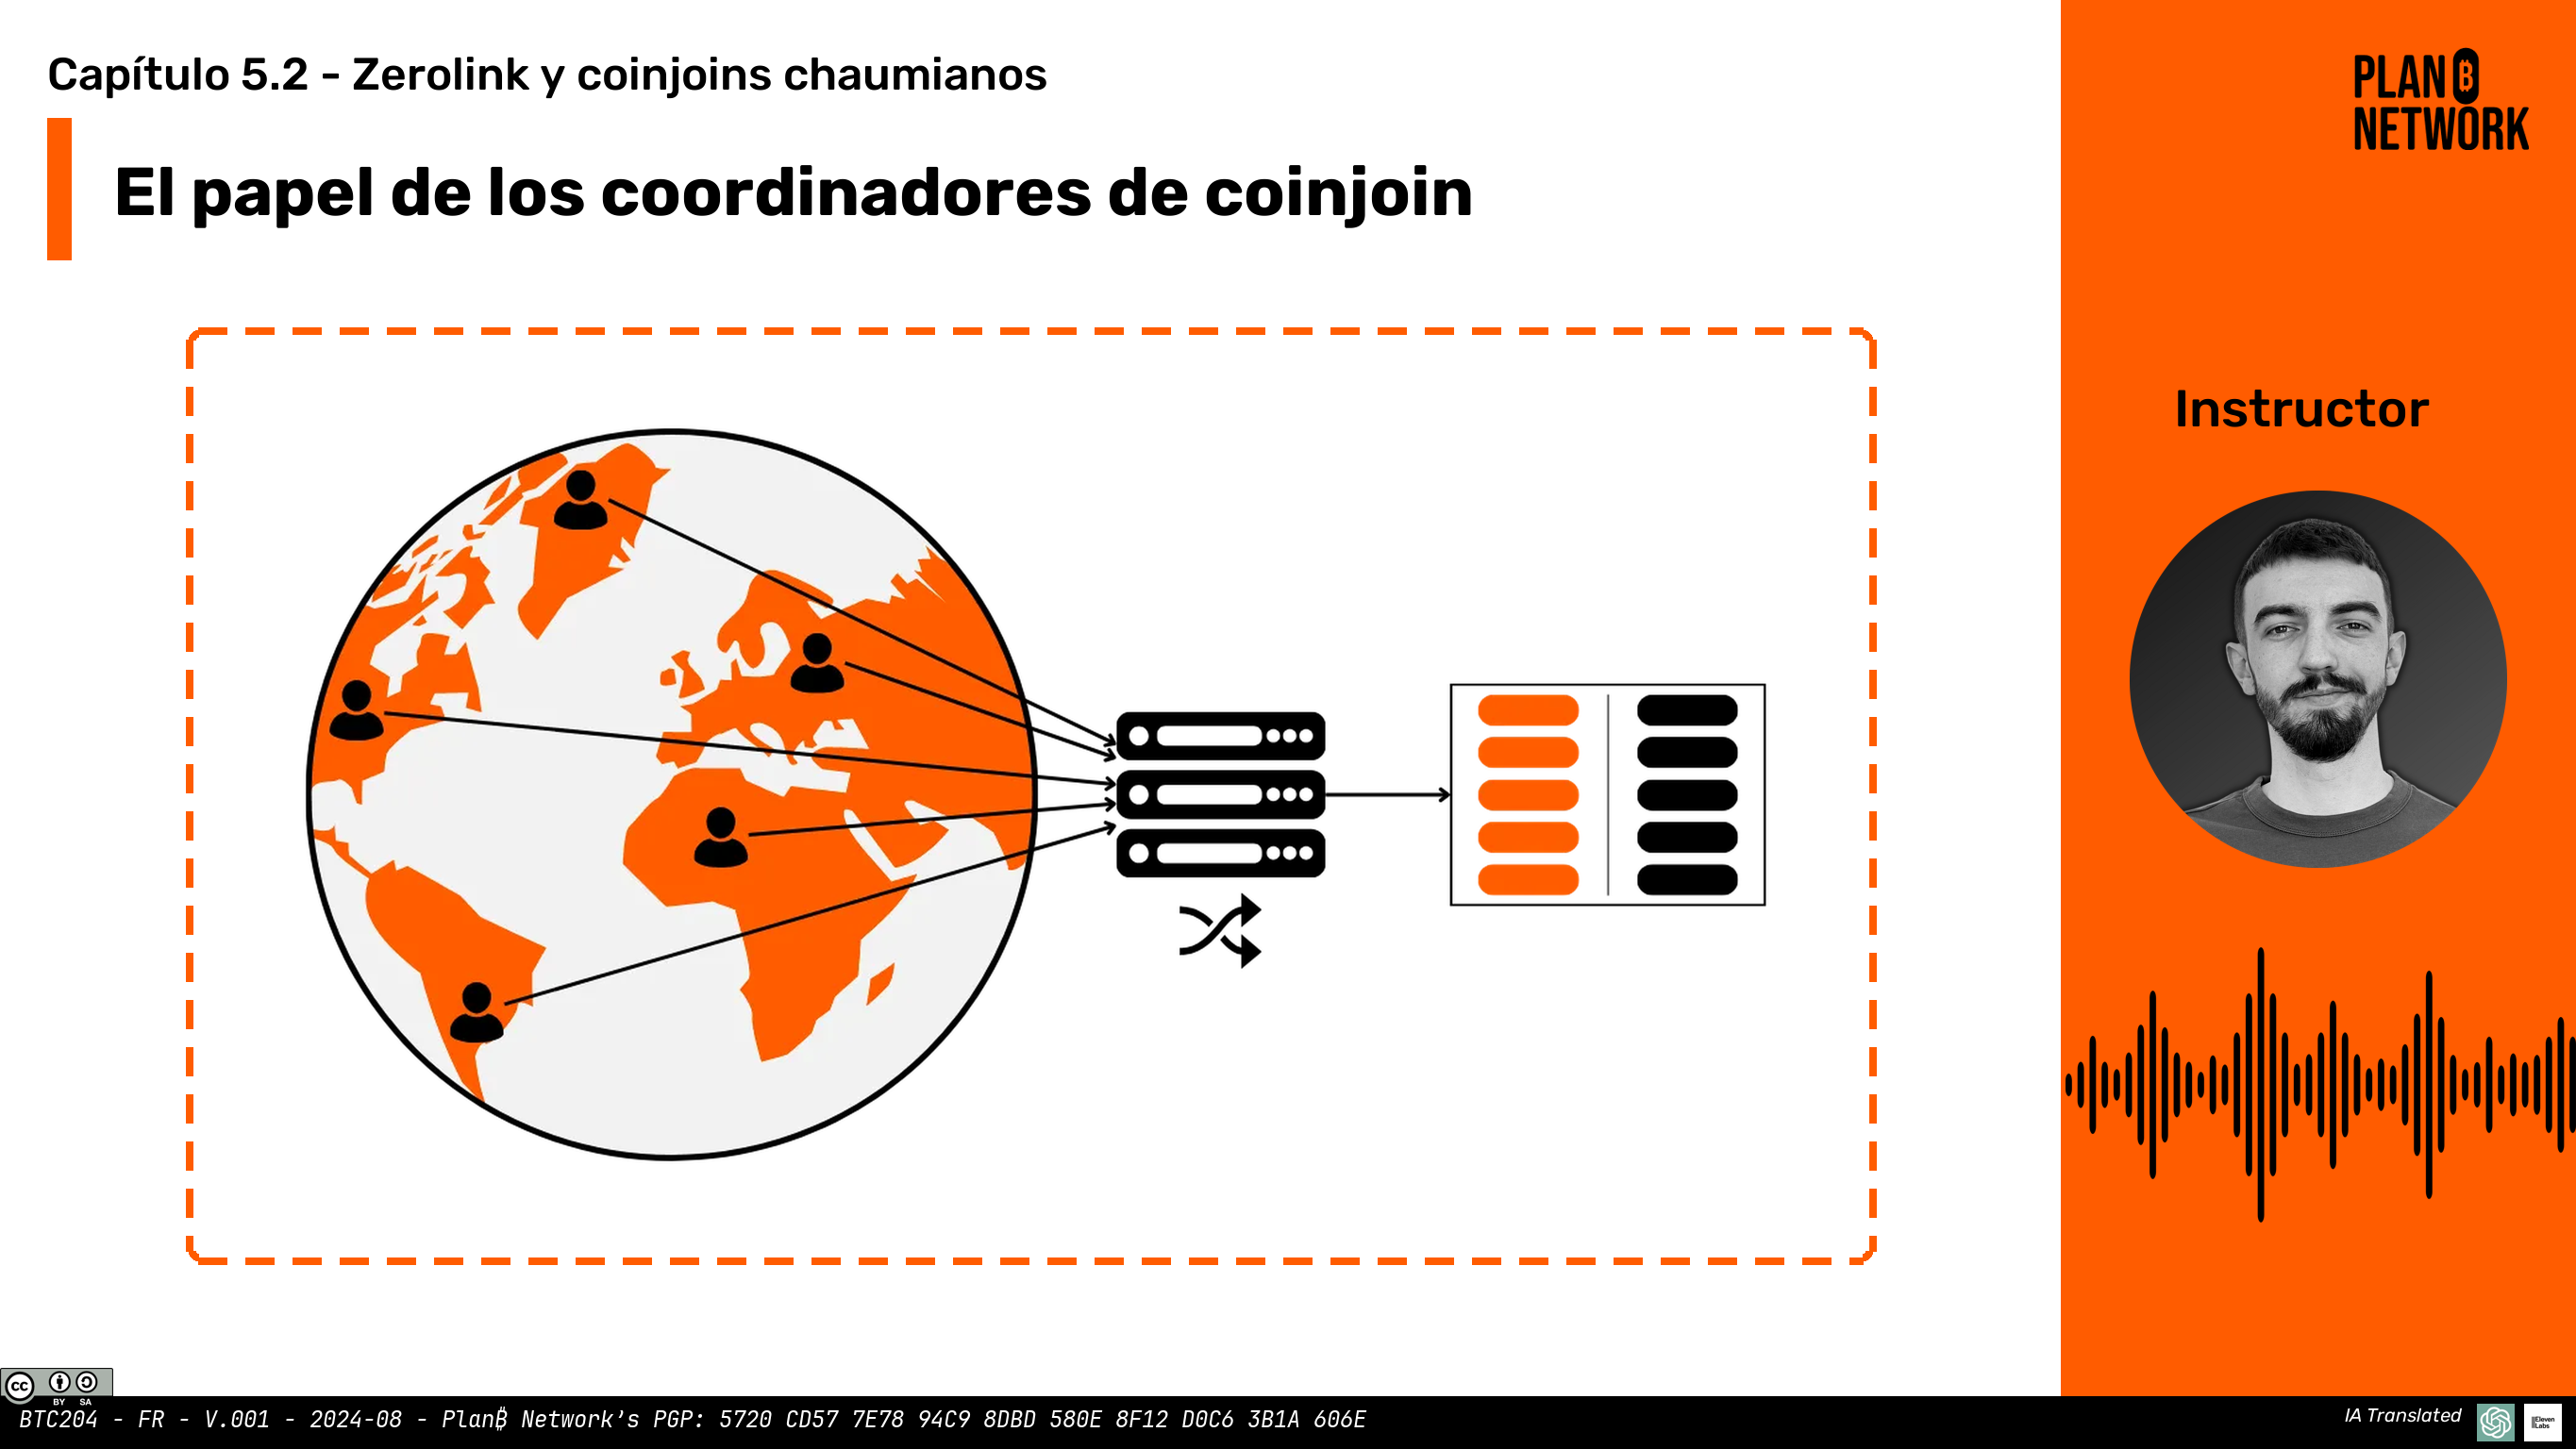 Capítulo 5.2 - Zerolink y coinjoins chaumianos
El papel de los coordinadores de coinjoin
PLAN ₿
NETWORK
Instructor
CC BY SA
BTC204 - FR - V.001 - 2024-08 - Plan₿ Network's PGP: 5720 CD57 7E78 94C9 8DBD 580E 8F12 D0C6 3B1A 606E
IA Translated
ElevenLabs